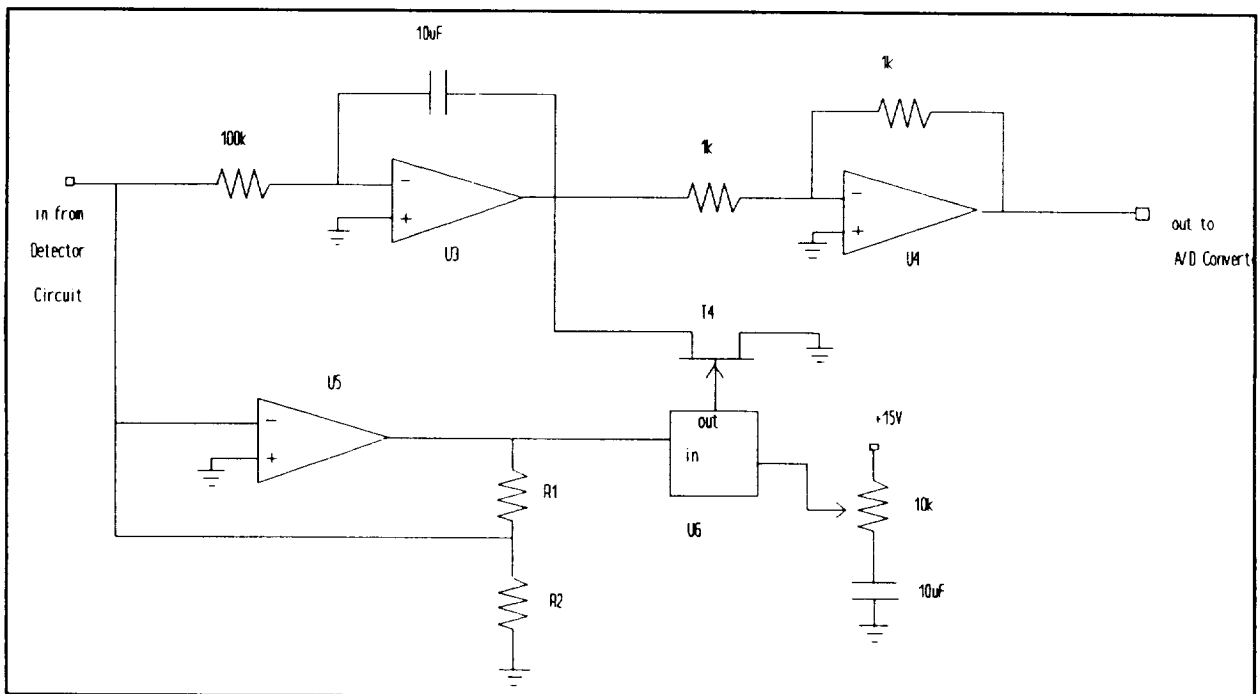 10uF
1k
100k
1k
in from
Detector
Circuit
−
+
U3
−
+
U4
out to
A/D Convert
T4
U5
−
+
out
in
U6
+15V
10k
10uF
R1
R2